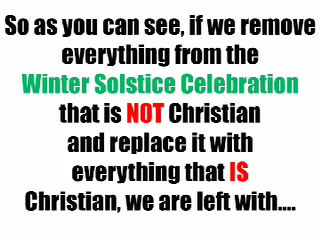 So as you can see, if we remove
everything from the
Winter Solstice Celebration
that is NOT Christian
and replace it with
everything that IS
Christian, we are left with....